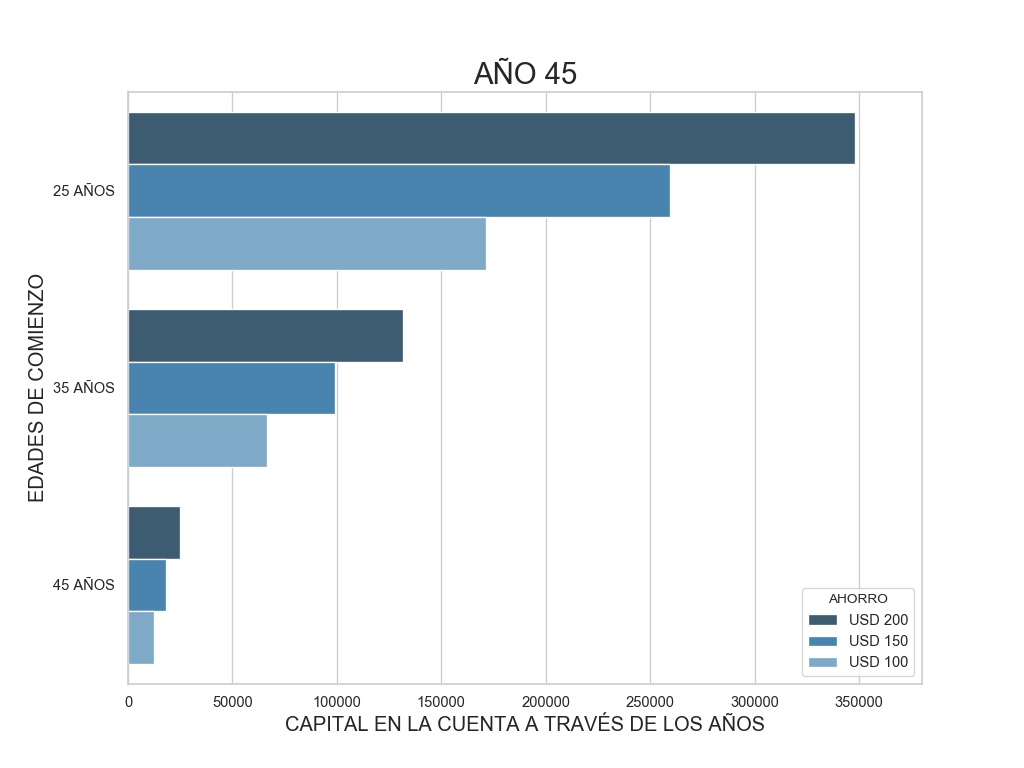 AÑO 45
EDADES DE COMIENZO
25 AÑOS
35 AÑOS
45 AÑOS
AHORRO
USD 200
USD 150
USD 100
0 50000 100000 150000 200000 250000 300000 350000
CAPITAL EN LA CUENTA A TRAVÉS DE LOS AÑOS